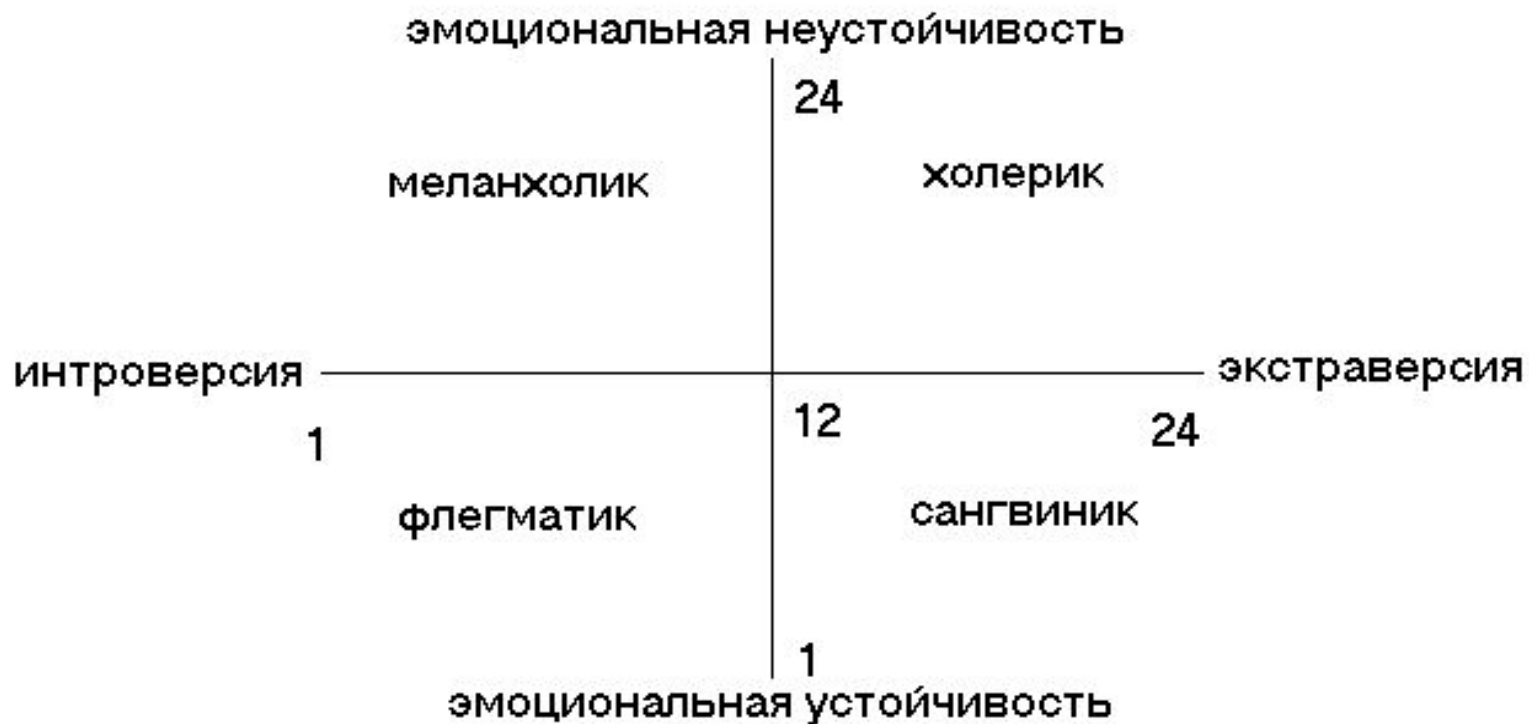 эмоциональная неустойчивость
24
меланхолик
холерик
интроверсия
экстраверсия
1
12
24
флегматик
сангвиник
1
эмоциональная устойчивость